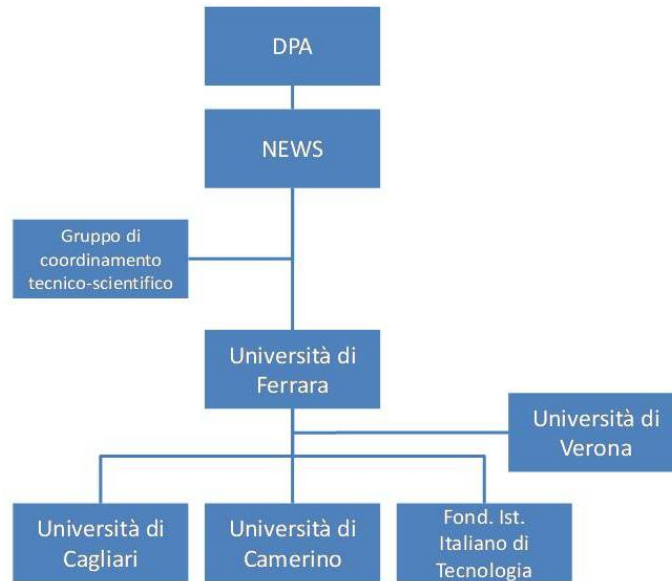 DPA
NEWS
Gruppo di
coordinamento
tecnico-scientifico
Università di
Ferrara
Università di
Verona
Università di
Cagliari
Università di
Camerino
Fond. Ist.
Italiano di
Tecnologia